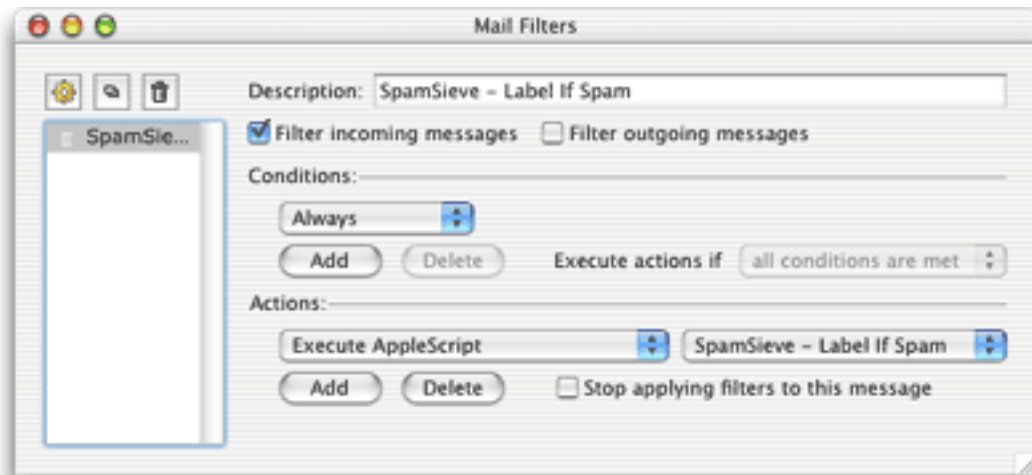 Mail Filters
Description: SpamSieve – Label If Spam
SpamSie...
Filter incoming messages Filter outgoing messages
Conditions:
Always
Add Delete Execute actions if all conditions are met
Actions:
Execute AppleScript SpamSieve – Label If Spam
Add Delete Stop applying filters to this message